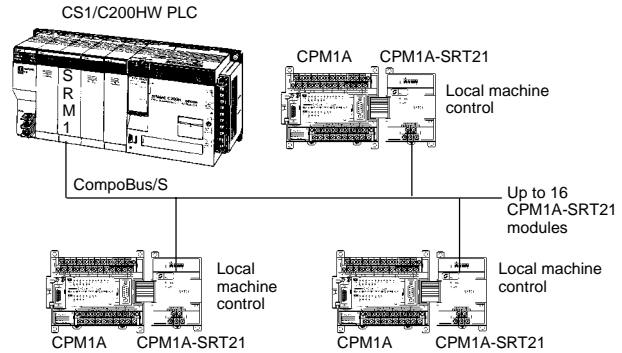 CS1/C200HW PLC
SRM1
CPM1A
CPM1A-SRT21
Local machine
control
CompoBus/S
Up to 16
CPM1A-SRT21
modules
Local
machine
control
CPM1A
CPM1A-SRT21
Local machine
control
CPM1A
CPM1A-SRT21